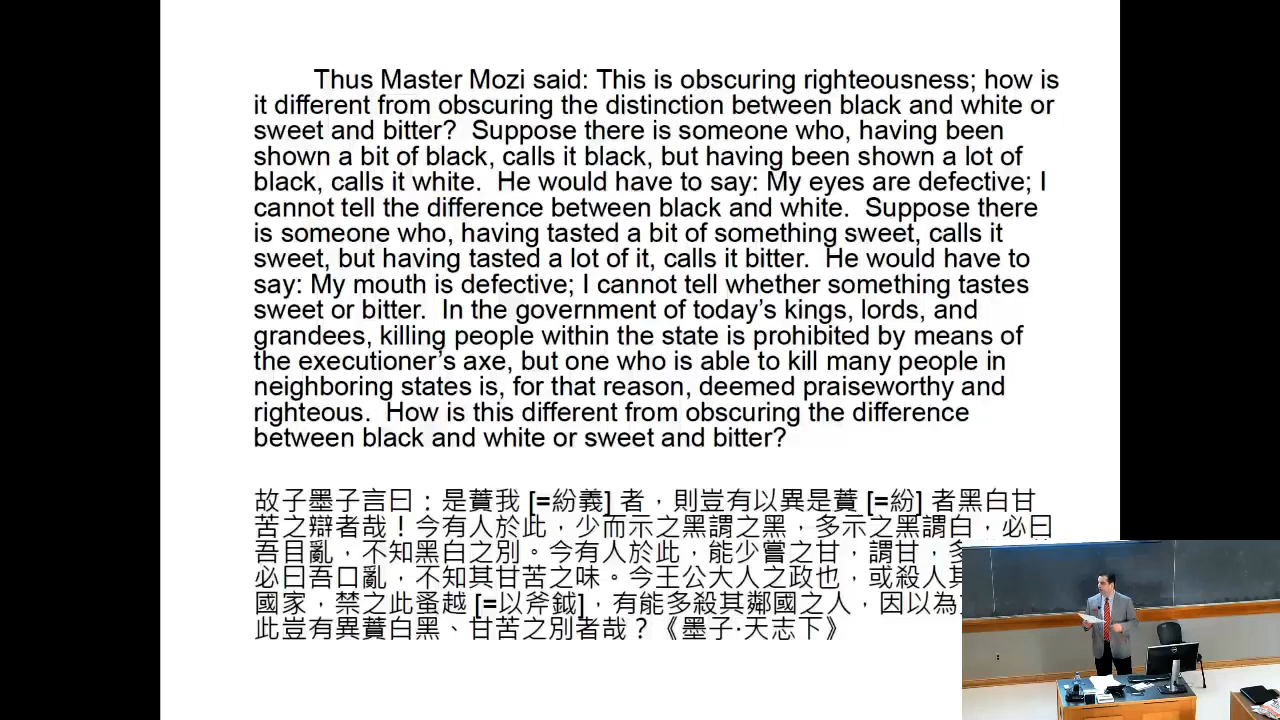 Thus Master Mozi said: This is obscuring righteousness; how is
it different from obscuring the distinction between black and white or
sweet and bitter? Suppose there is someone who, having been
shown a bit of black, calls it black, but having been shown a lot of
black, calls it white. He would have to say: My eyes are defective; I
cannot tell the difference between black and white. Suppose there
is someone who, having tasted a bit of something sweet, calls it
sweet, but having tasted a lot of it, calls it bitter. He would have to
say: My mouth is defective; I cannot tell whether something tastes
sweet or bitter. In the government of today’s kings, lords, and
grandees, killing people within the state is prohibited by means of
the executioner’s axe, but one who is able to kill many people in
neighboring states is, for that reason, deemed praiseworthy and
righteous. How is this different from obscuring the difference
between black and white or sweet and bitter?
故子墨子言曰：是蕡我 [=紛義] 者，則豈有以異是蕡 [=紛] 者黑白甘
苦之辯者哉！今有人於此，少而示之黑謂之黑，多示之黑謂白，必曰
吾目亂，不知黑白之別。今有人於此，能少嘗之甘，謂甘，
必曰吾口亂，不知其甘苦之味。今王公大人之政也，或殺人
國家，禁之此蚤越 [=以斧鉞]，有能多殺其鄰國之人，因以為
此豈有異蕡白黑、甘苦之別者哉？《墨子·天志下》